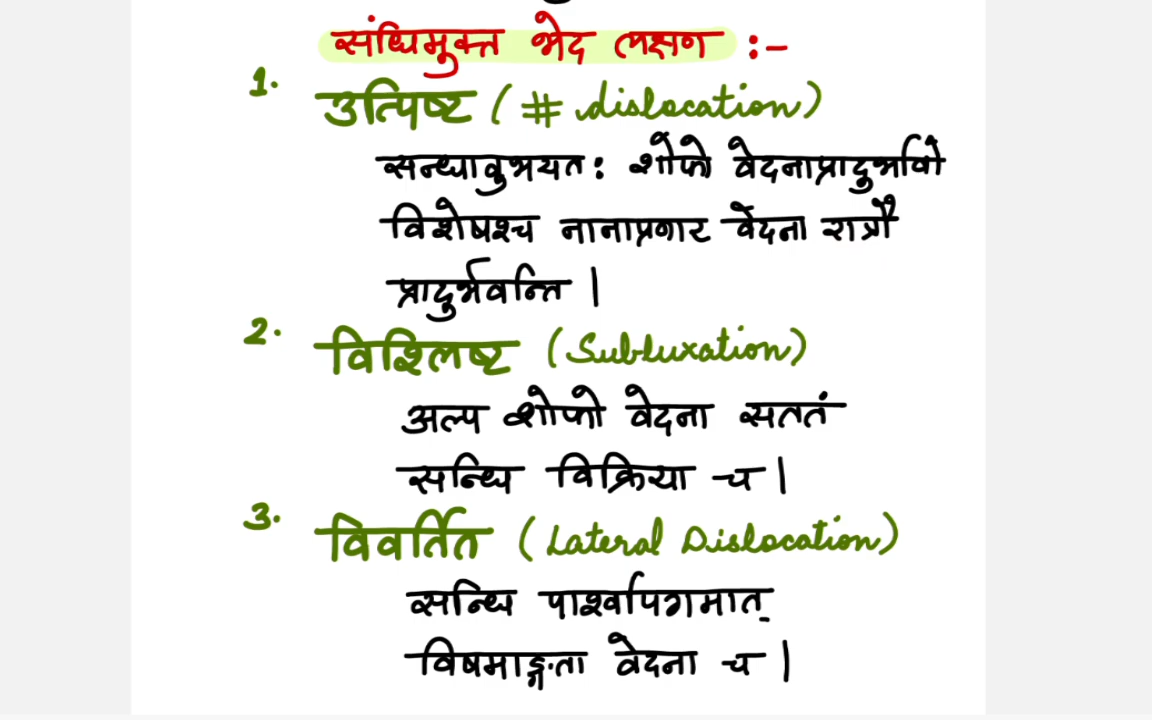 संधिमुक्त भेद लक्षण :-
1. उत्पिष्ट (# dislocation)
सन्धावुभयतः शोफो वेदनाप्रादुर्भावो
विशेषश्च नानाप्रकार वेदना रात्रौ
प्रादुर्भवन्ति |
2. विश्लिष्ट (Subluxation)
अल्प शोफो वेदना सततं
सन्धि विक्रिया च |
3. विवर्तित (Lateral Dislocation)
सन्धि पार्श्वापगमात्
विषमाङ्गता वेदना च |